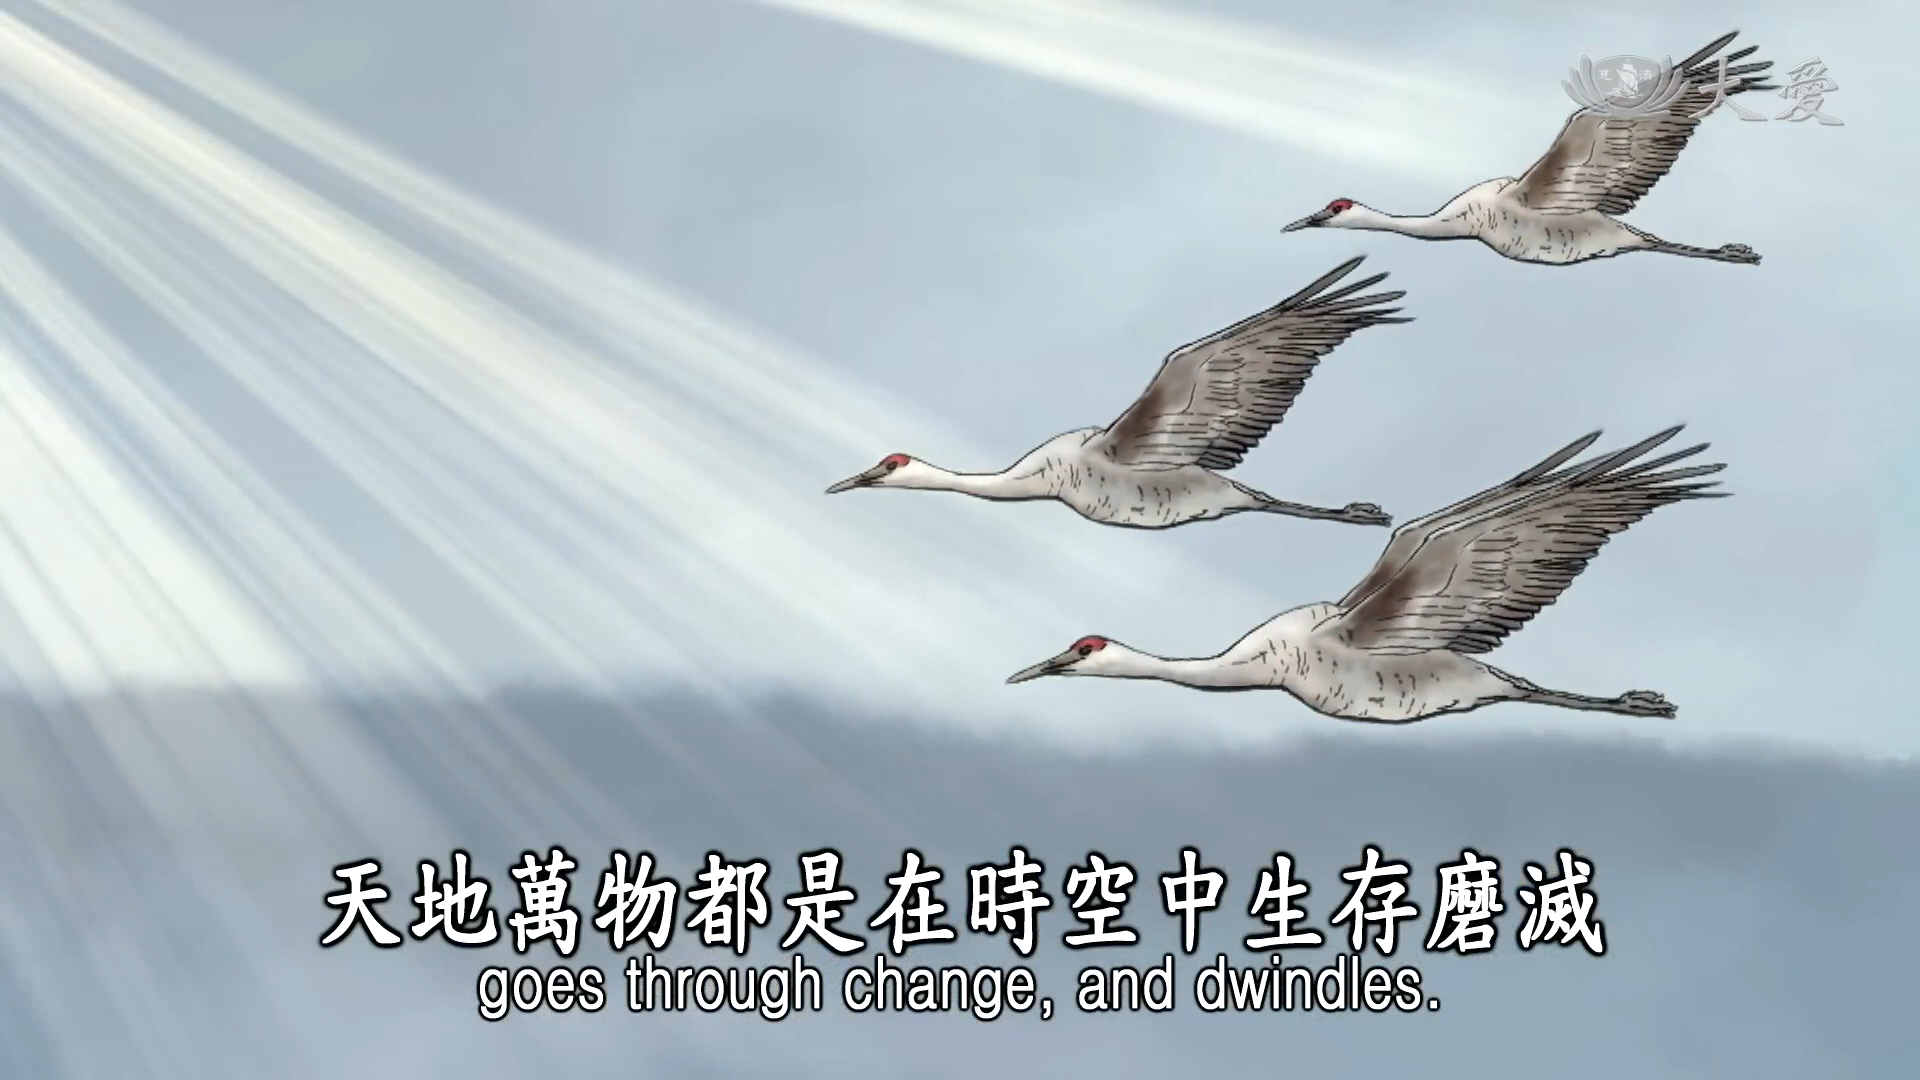 大愛
天地萬物都是在時空中生存磨滅
goes through change, and dwindles.